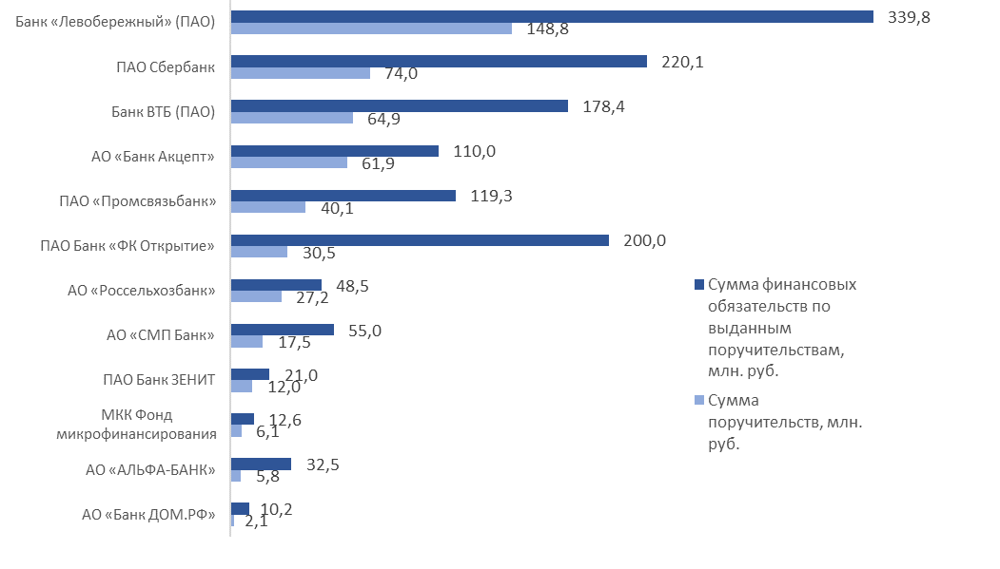 Банк «Левобережный» (ПАО)
339,8
148,8
ПАО Сбербанк
220,1
74,0
Банк ВТБ (ПАО)
178,4
64,9
АО «Банк Акцепт»
110,0
61,9
ПАО «Промсвязьбанк»
119,3
40,1
ПАО Банк «ФК Открытие»
200,0
30,5
АО «Россельхозбанк»
48,5
27,2
АО «СМП Банк»
55,0
17,5
ПАО Банк ЗЕНИТ
21,0
12,0
МКК Фонд
микрофинансирования
12,6
6,1
АО «АЛЬФА-БАНК»
32,5
5,8
АО «Банк ДОМ.РФ»
10,2
2,1
Сумма финансовых
обязательств по
выданным
поручительствам,
млн. руб.
Сумма
поручительств, млн.
руб.